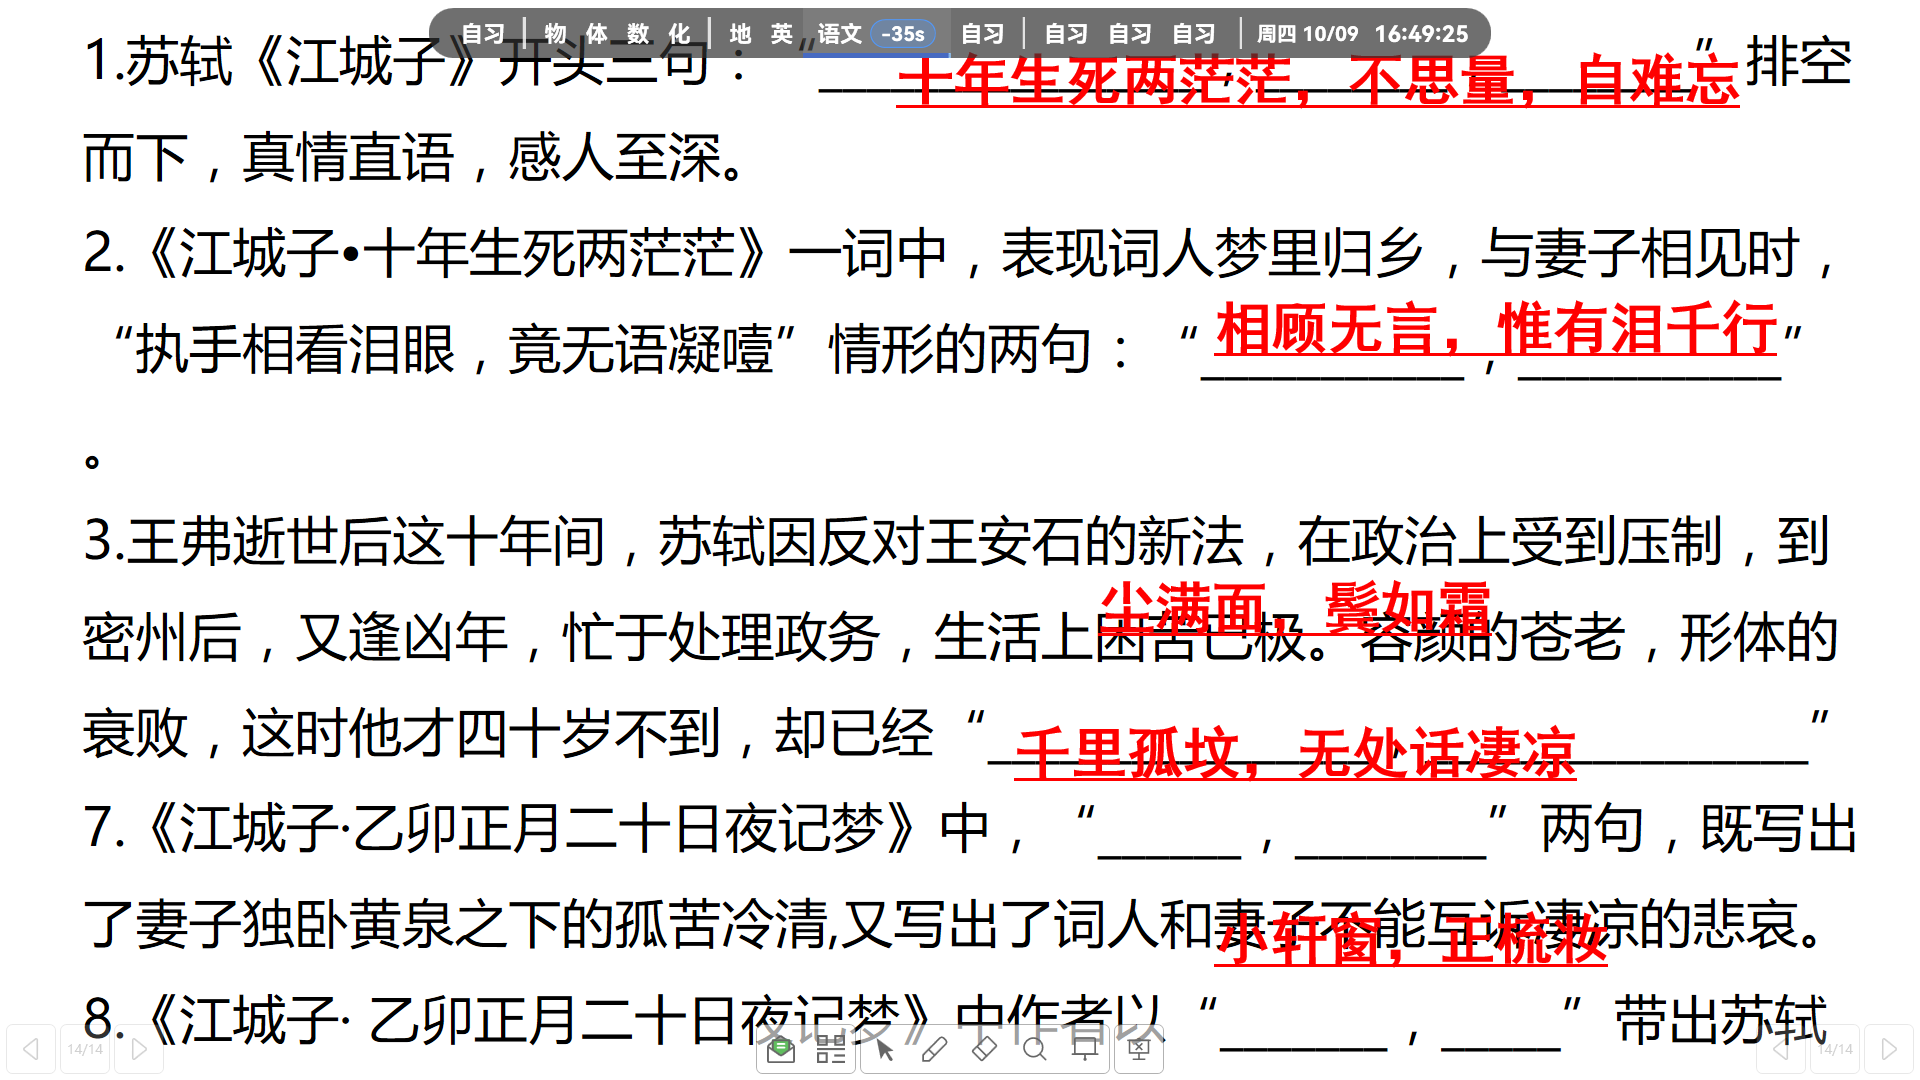 自习 | 物 体 数 化 | 地 英 语文 -35s 自习 | 自习 自习 自习 | 周四 10/09 16:49:25
1.苏轼《江城子》开头三句：“____________，____________”排空
十年生死两茫茫，不思量，自难忘
而下，真情直语，感人至深。
2.《江城子•十年生死两茫茫》一词中，表现词人梦里归乡，与妻子相见时，
相顾无言，惟有泪千行
“执手相看泪眼，竟无语凝噎”情形的两句：“___________，___________”
。
3.王弗逝世后这十年间，苏轼因反对王安石的新法，在政治上受到压制，到
尘满面，鬓如霜
密州后，又逢凶年，忙于处理政务，生活上困苦已极。容颜的苍老，形体的
衰败，这时他才四十岁不到，却已经“________________，________________”
千里孤坟，无处话凄凉
7.《江城子·乙卯正月二十日夜记梦》中，“______，________”两句，既写出
了妻子独卧黄泉之下的孤苦冷清,又写出了词人和妻子不能互诉凄凉的悲哀。
小轩窗，正梳妆
8.《江城子· 乙卯正月二十日夜记梦》中作者以“_______，_____”带出苏轼
14/14
14/14